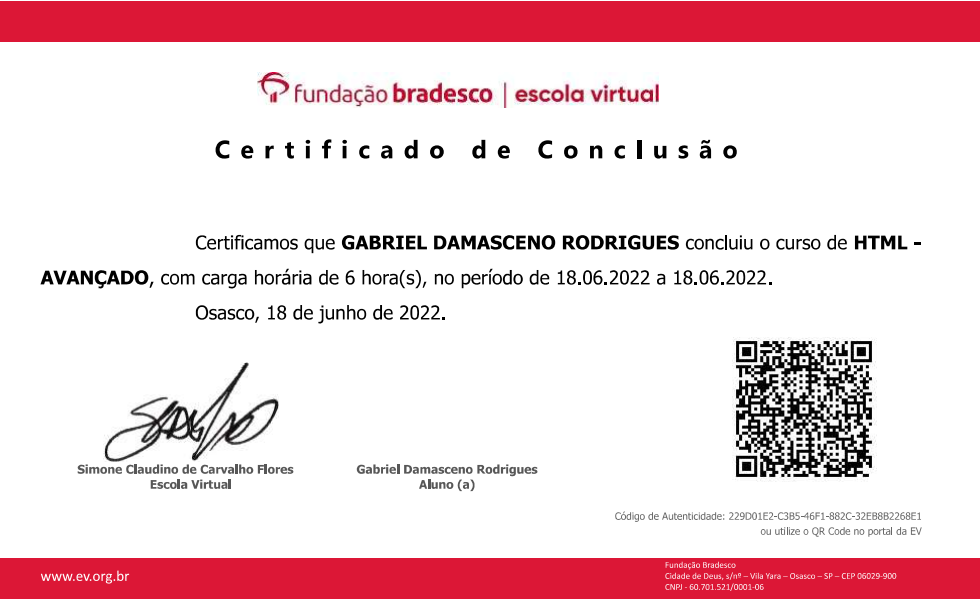 fundação bradesco | escola virtual
Certificado de Conclusão
Certificamos que GABRIEL DAMASCENO RODRIGUES concluiu o curso de HTML -
AVANÇADO, com carga horária de 6 hora(s), no período de 18.06.2022 a 18.06.2022.
Osasco, 18 de junho de 2022.
Simone Claudino de Carvalho Flores
Escola Virtual
Gabriel Damasceno Rodrigues
Aluno (a)
Código de Autenticidade: 229D01E2-C3B5-46F1-882C-32EB8B2268E1
ou utilize o QR Code no portal da EV
www.ev.org.br
Fundação Bradesco
Cidade de Deus, s/nº – Vila Yara – Osasco – SP – CEP 06029-900
CNPJ - 60.701.521/0001-06